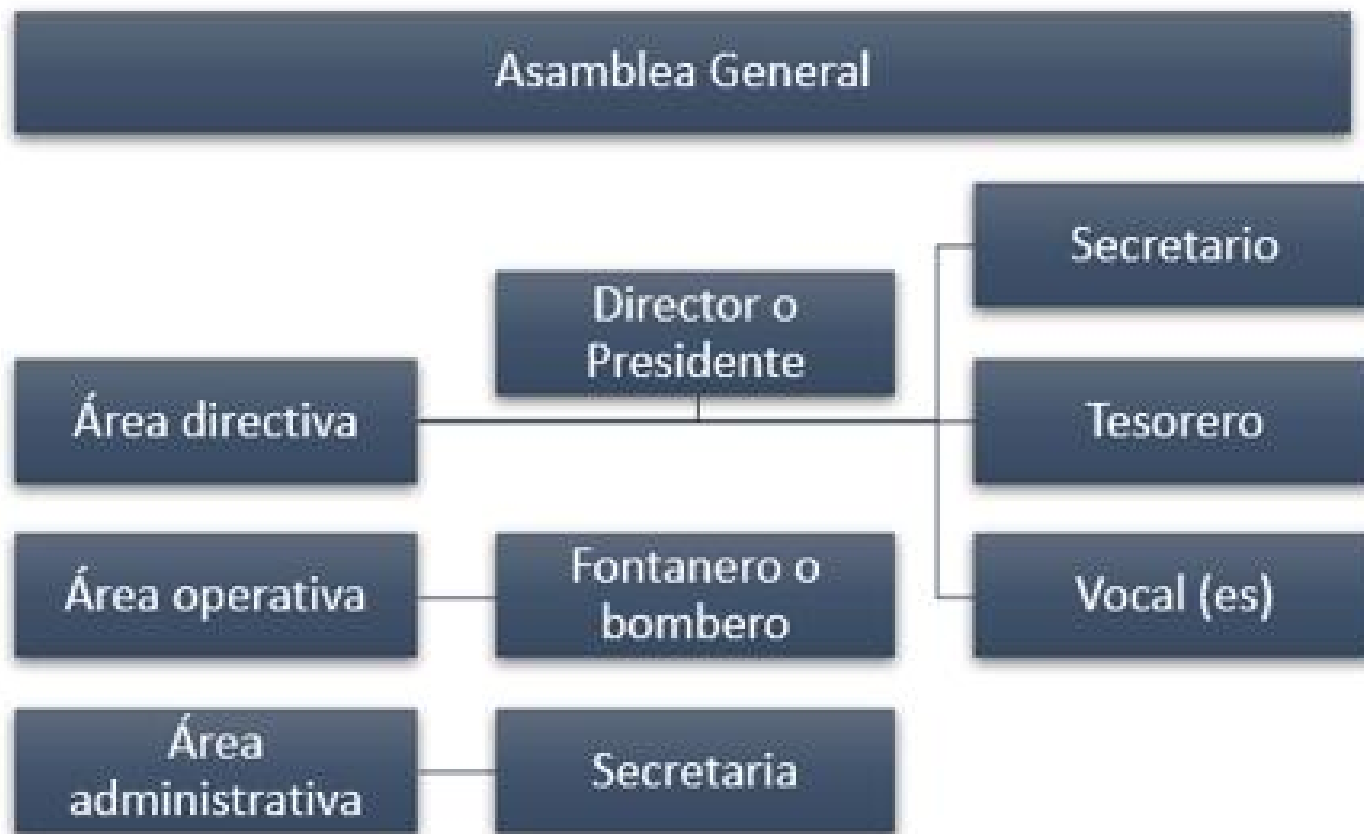 Asamblea General
Secretario
Director o
Presidente
Área directiva
Tesorero
Área operativa
Fontanero o
bombero
Vocal (es)
Área
administrativa
Secretaria